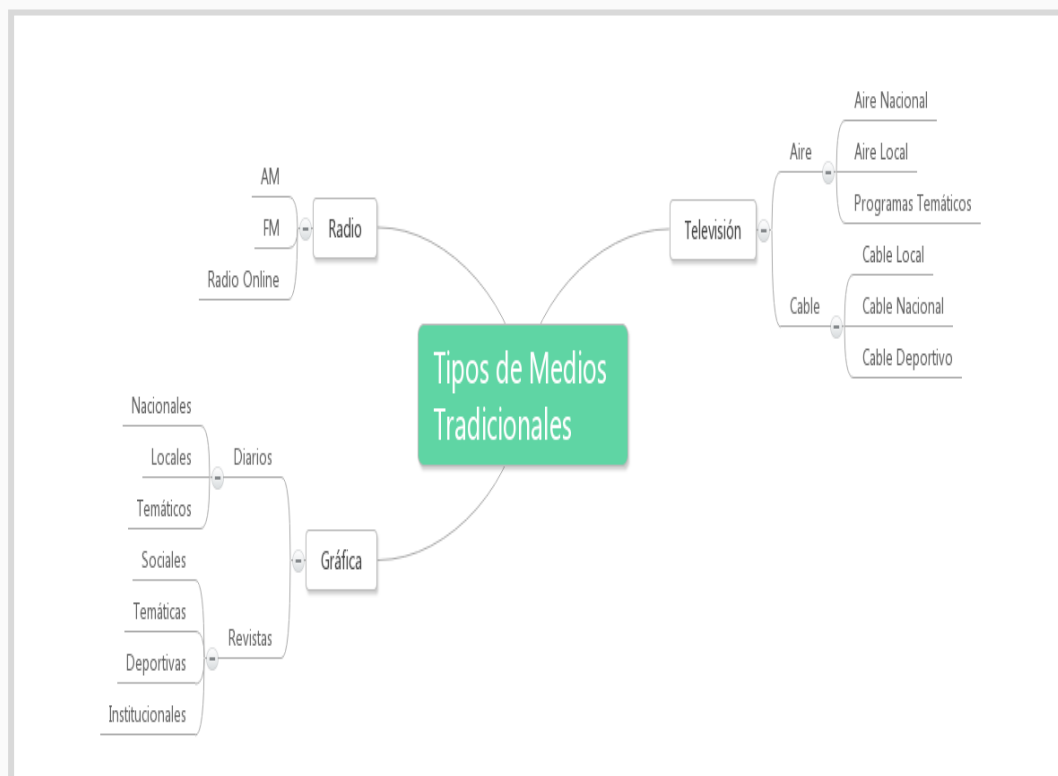 Tipos de Medios
Tradicionales
Radio
AM
FM
Radio Online
Televisión
Aire
Aire Nacional
Aire Local
Programas Temáticos
Cable
Cable Local
Cable Nacional
Cable Deportivo
Gráfica
Diarios
Nacionales
Locales
Temáticos
Revistas
Sociales
Temáticas
Deportivas
Institucionales